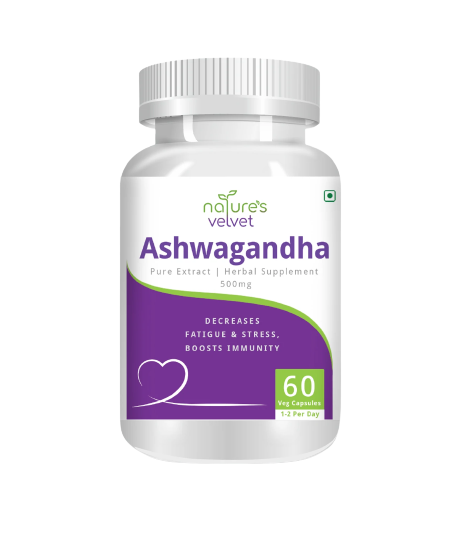 nature's
velvet
Ashwagandha
Pure Extract | Herbal Supplement
500mg
DECREASES
FATIGUE & STRESS,
BOOSTS IMMUNITY
60
Veg Capsules
1-2 Per Day